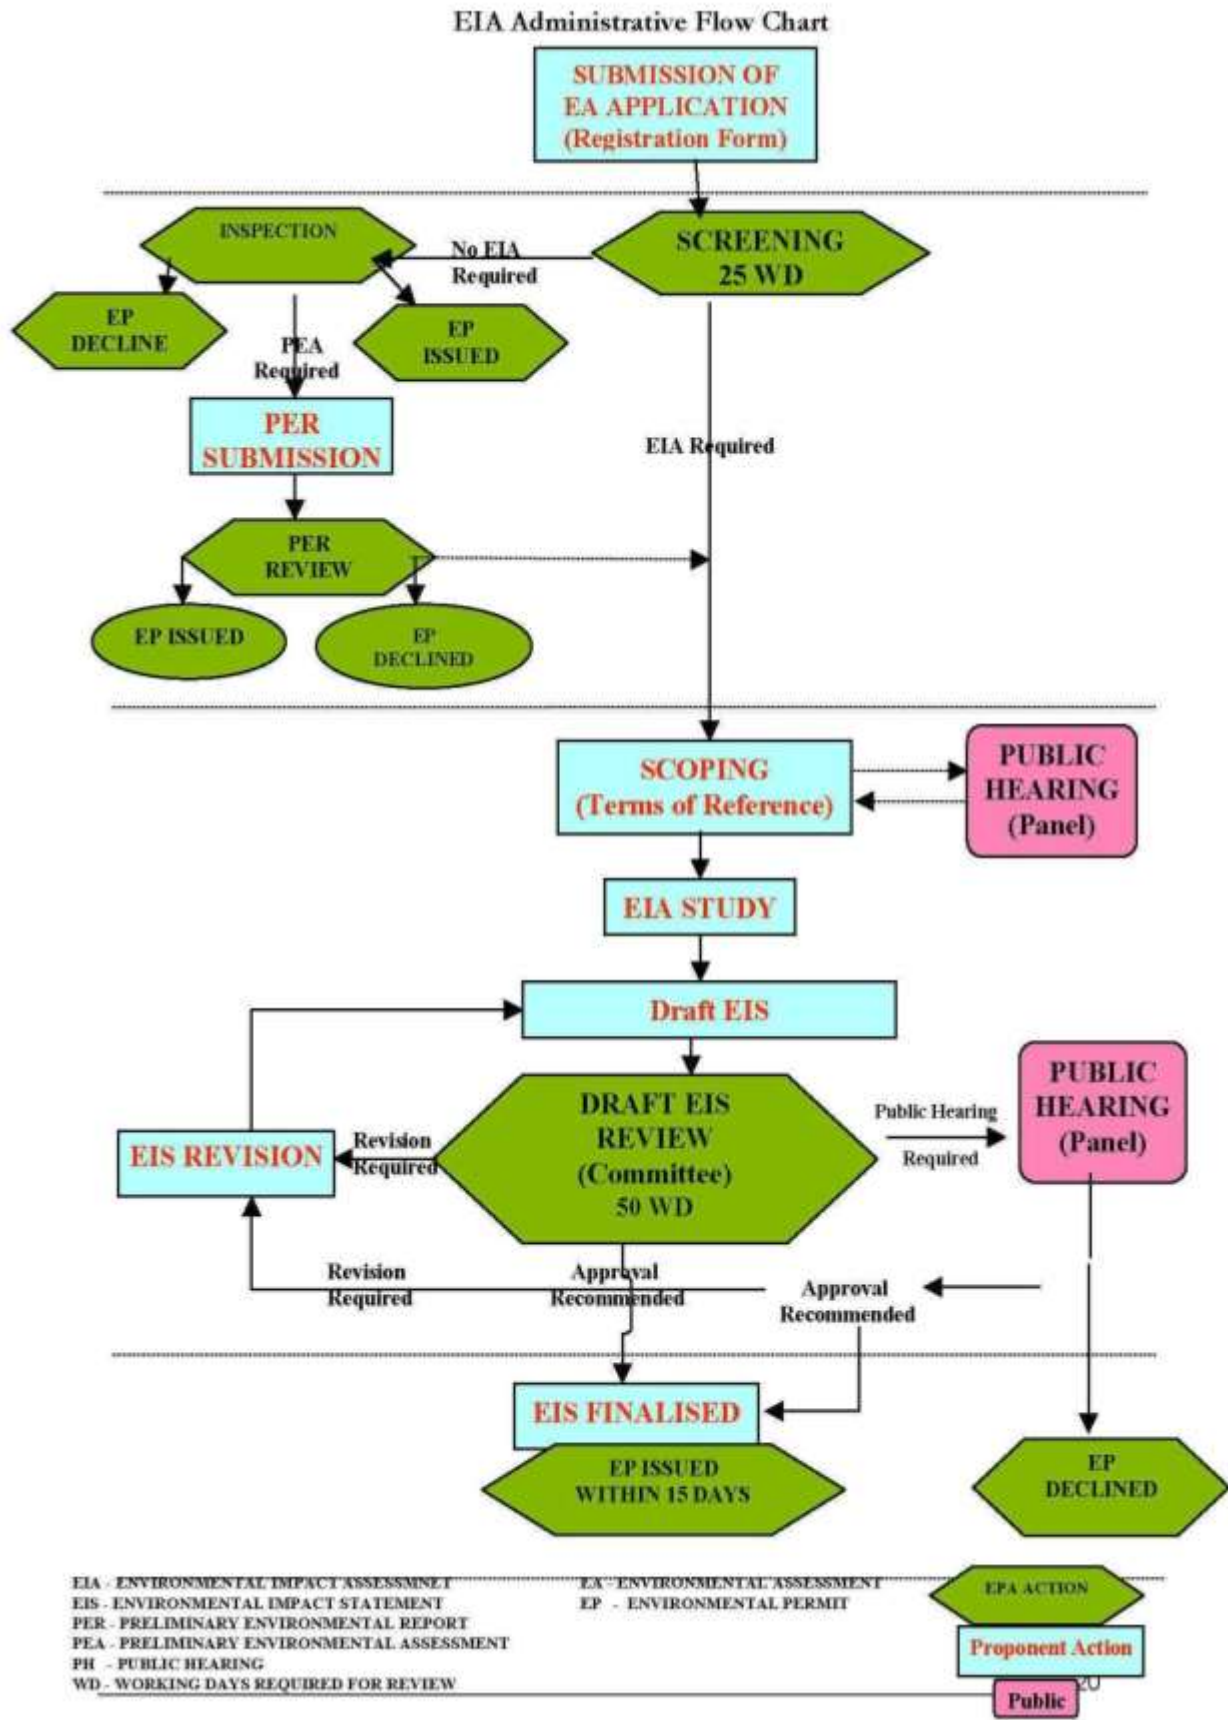 EIA Administrative Flow Chart
SUBMISSION OF
EA APPLICATION
(Registration Form)
INSPECTION
No EIA
Required
SCREENING
25 WD
EP
DECLINE
PEA
Required
EP
ISSUED
PER
SUBMISSION
EIA Required
PER
REVIEW
EP ISSUED
EP
DECLINED
SCOPING
(Terms of Reference)
PUBLIC
HEARING
(Panel)
EIA STUDY
Draft EIS
DRAFT EIS
REVIEW
(Committee)
50 WD
Public Hearing
Required
PUBLIC
HEARING
(Panel)
EIS REVISION
Revision
Required
Revision
Required
Approval
Recommended
Approval
Recommended
EIS FINALISED
EP ISSUED
WITHIN 15 DAYS
EP
DECLINED
EIA - ENVIRONMENTAL IMPACT ASSESSMNET
EIS - ENVIRONMENTAL IMPACT STATEMENT
PER - PRELIMINARY ENVIRONMENTAL REPORT
PEA - PRELIMINARY ENVIRONMENTAL ASSESSMENT
PH - PUBLIC HEARING
WD - WORKING DAYS REQUIRED FOR REVIEW
EA - ENVIRONMENTAL ASSESSMENT
EP - ENVIRONMENTAL PERMIT
EPA ACTION
Proponent Action
20
Public